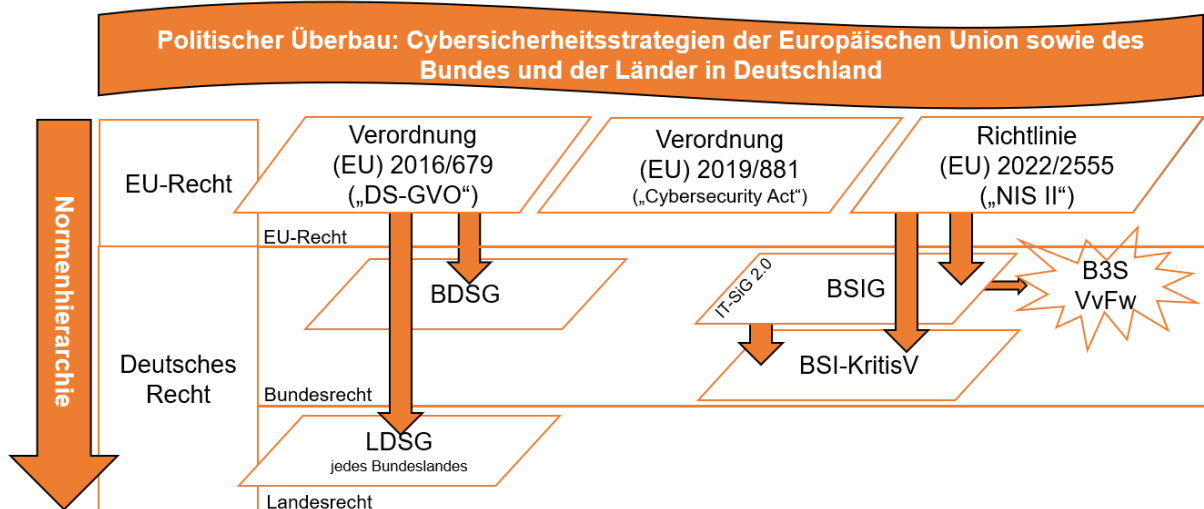 Politischer Überbau: Cybersicherheitsstrategien der Europäischen Union sowie des
Bundes und der Länder in Deutschland
Normenhierarchie
EU-Recht
Verordnung
(EU) 2016/679
(„DS-GVO“)
Verordnung
(EU) 2019/881
(„Cybersecurity Act“)
Richtlinie
(EU) 2022/2555
(„NIS II“)
EU-Recht
Deutsches
Recht
BDSG
IT-SiG 2.0
BSIG
B3S
VvFw
BSI-KritisV
Bundesrecht
LDSG
jedes Bundeslandes
Landesrecht